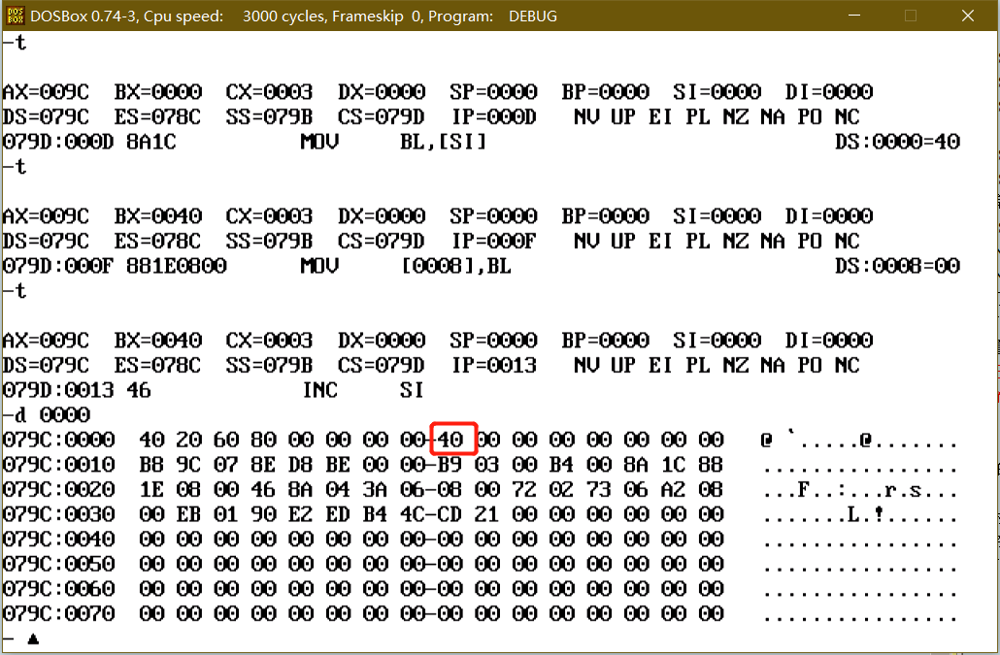 DOSBox 0.74-3, Cpu speed: 3000 cycles, Frameskip 0, Program: DEBUG
-t
AX=009C BX=0000 CX=0003 DX=0000 SP=0000 BP=0000 SI=0000 DI=0000
DS=079C ES=078C SS=079B CS=079D IP=000D NV UP EI PL NZ NA PO NC
079D:000D 8A1C MOV BL,[SI] DS:0000=40
-t
AX=009C BX=0040 CX=0003 DX=0000 SP=0000 BP=0000 SI=0000 DI=0000
DS=079C ES=078C SS=079B CS=079D IP=000F NV UP EI PL NZ NA PO NC
079D:000F 881E0800 MOV [0008],BL DS:0008=00
-t
AX=009C BX=0040 CX=0003 DX=0000 SP=0000 BP=0000 SI=0000 DI=0000
DS=079C ES=078C SS=079B CS=079D IP=0013 NV UP EI PL NZ NA PO NC
079D:0013 46 INC SI
-d 0000
079C:0000 40 20 60 80 00 00 00 00-40 00 00 00 00 00 00 00 @ `.....@.......
079C:0010 B8 9C 07 8E D8 BE 00 00-B9 03 00 B4 00 8A 1C 88 ................
079C:0020 1E 08 00 46 8A 04 3A 06-08 00 72 02 73 06 A2 08 ...F..:...r.s...
079C:0030 00 EB 01 90 E2 ED B4 4C-CD 21 00 00 00 00 00 00 .......L.!......
079C:0040 00 00 00 00 00 00 00 00-00 00 00 00 00 00 00 00 ................
079C:0050 00 00 00 00 00 00 00 00-00 00 00 00 00 00 00 00 ................
079C:0060 00 00 00 00 00 00 00 00-00 00 00 00 00 00 00 00 ................
079C:0070 00 00 00 00 00 00 00 00-00 00 00 00 00 00 00 00 ................
-